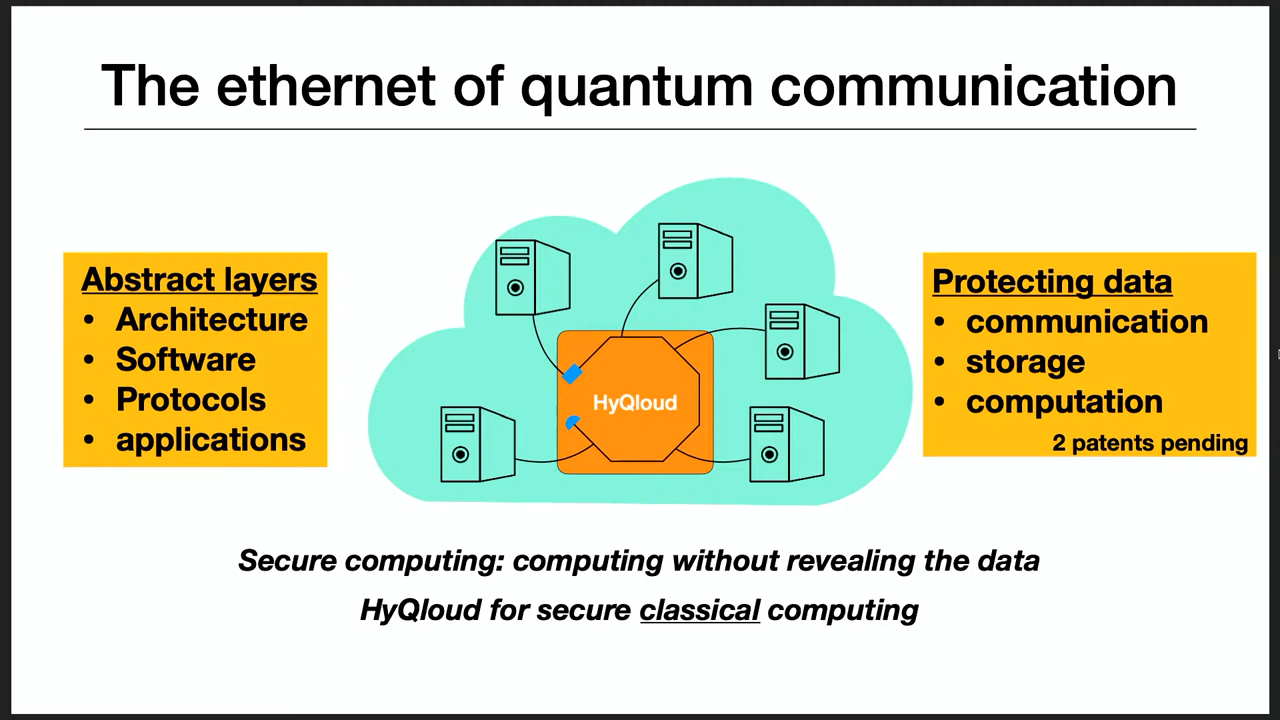 The ethernet of quantum communication
Abstract layers
• Architecture
• Software
• Protocols
• applications
HyQloud
Protecting data
• communication
• storage
• computation
2 patents pending
Secure computing: computing without revealing the data
HyQloud for secure classical computing